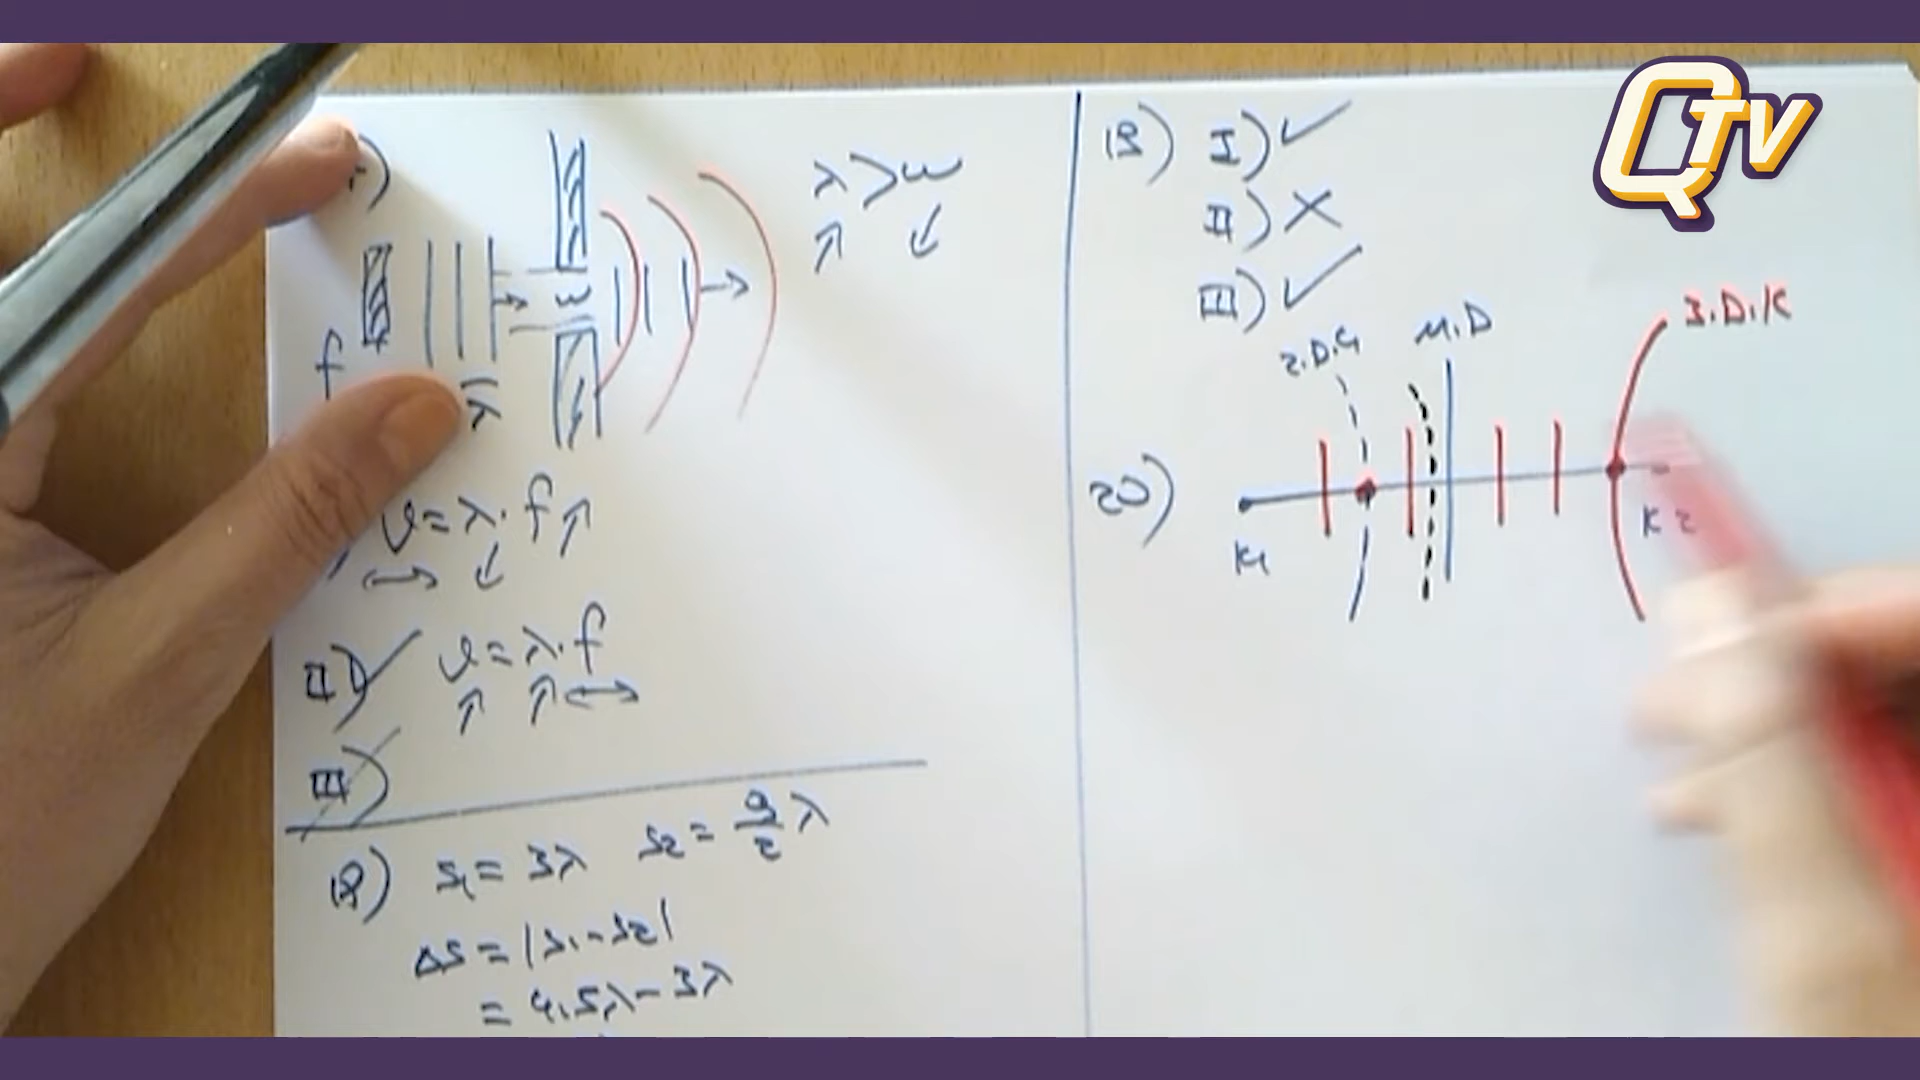 QTV
λ > w
↑ ↓
w
f
λ
v = λ · f ↑
↔ ↓
II) ✓ v = λ · f
↑ ↑ ↔
III)
S₁ = 3λ S₂ = 9/2 λ
ΔS = |S₁ - S₂|
= 4,5λ - 3λ
19) I) ✓
II) X
III) ✓
2.D.Ç M.D 3.D.K
20)
K₁ K₂